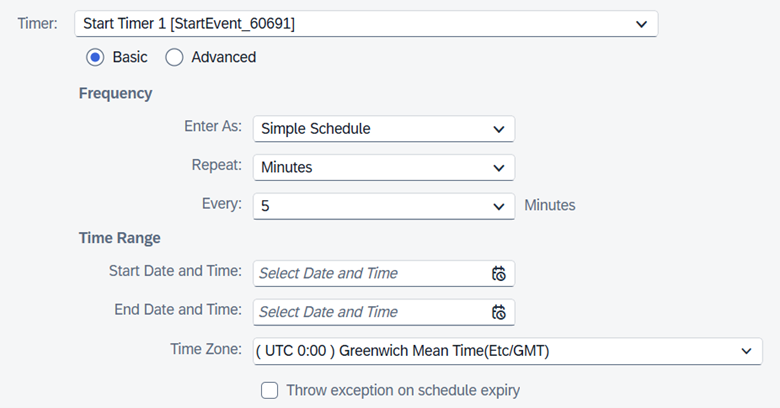 Timer: Start Timer 1 [StartEvent_60691]
Basic Advanced
Frequency
Enter As: Simple Schedule
Repeat: Minutes
Every: 5 Minutes
Time Range
Start Date and Time: Select Date and Time
End Date and Time: Select Date and Time
Time Zone: ( UTC 0:00 ) Greenwich Mean Time(Etc/GMT)
Throw exception on schedule expiry